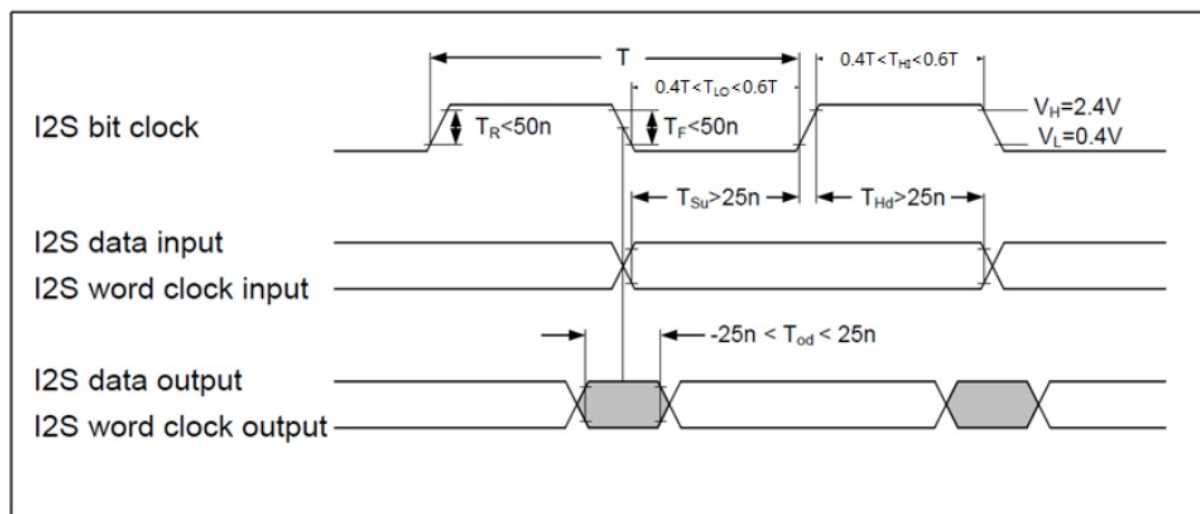 T
0.4T<T_HI<0.6T
0.4T<T_LO<0.6T
I2S bit clock
T_R<50n
T_F<50n
V_H=2.4V
V_L=0.4V
T_Su>25n
T_Hd>25n
I2S data input
I2S word clock input
-25n < T_od < 25n
I2S data output
I2S word clock output